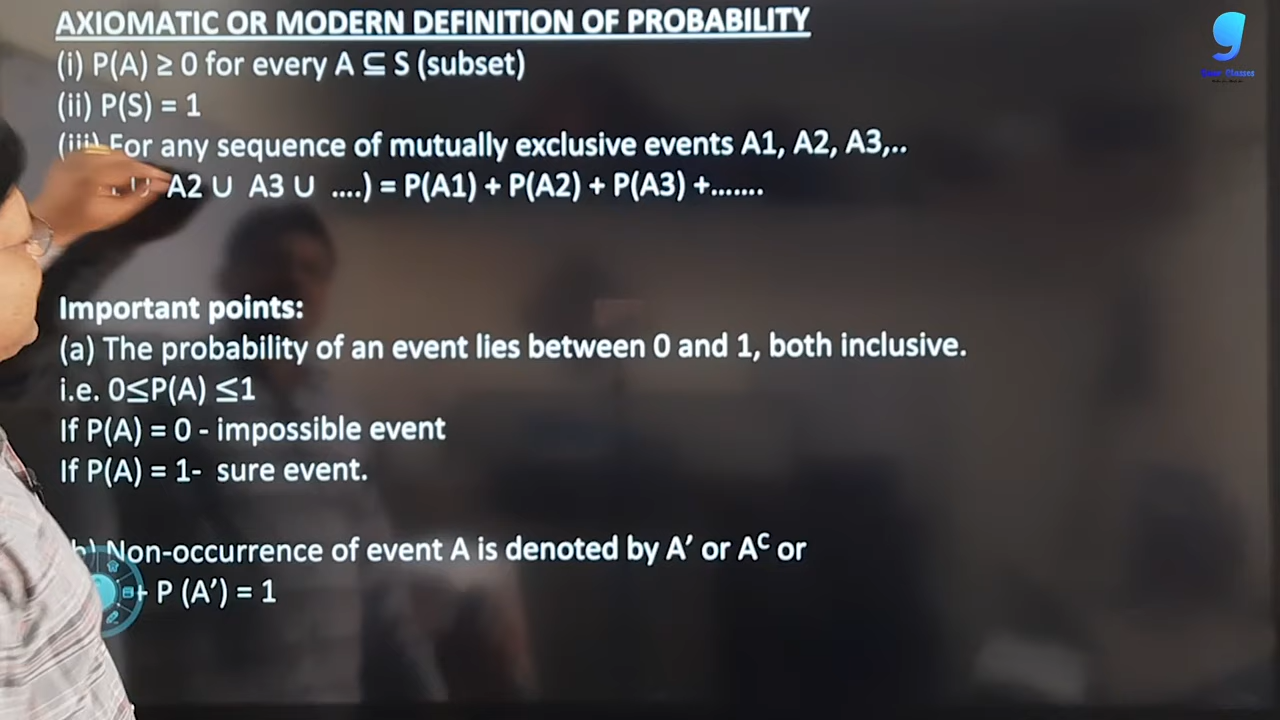 AXIOMATIC OR MODERN DEFINITION OF PROBABILITY
(i) P(A) ≥ 0 for every A ⊆ S (subset)
(ii) P(S) = 1
(iii) For any sequence of mutually exclusive events A1, A2, A3,..
A2 ∪ A3 ∪ ....) = P(A1) + P(A2) + P(A3) +.......
Important points:
(a) The probability of an event lies between 0 and 1, both inclusive.
i.e. 0≤P(A) ≤1
If P(A) = 0 - impossible event
If P(A) = 1- sure event.
b) Non-occurrence of event A is denoted by A′ or Aᶜ or
+ P (A′) = 1